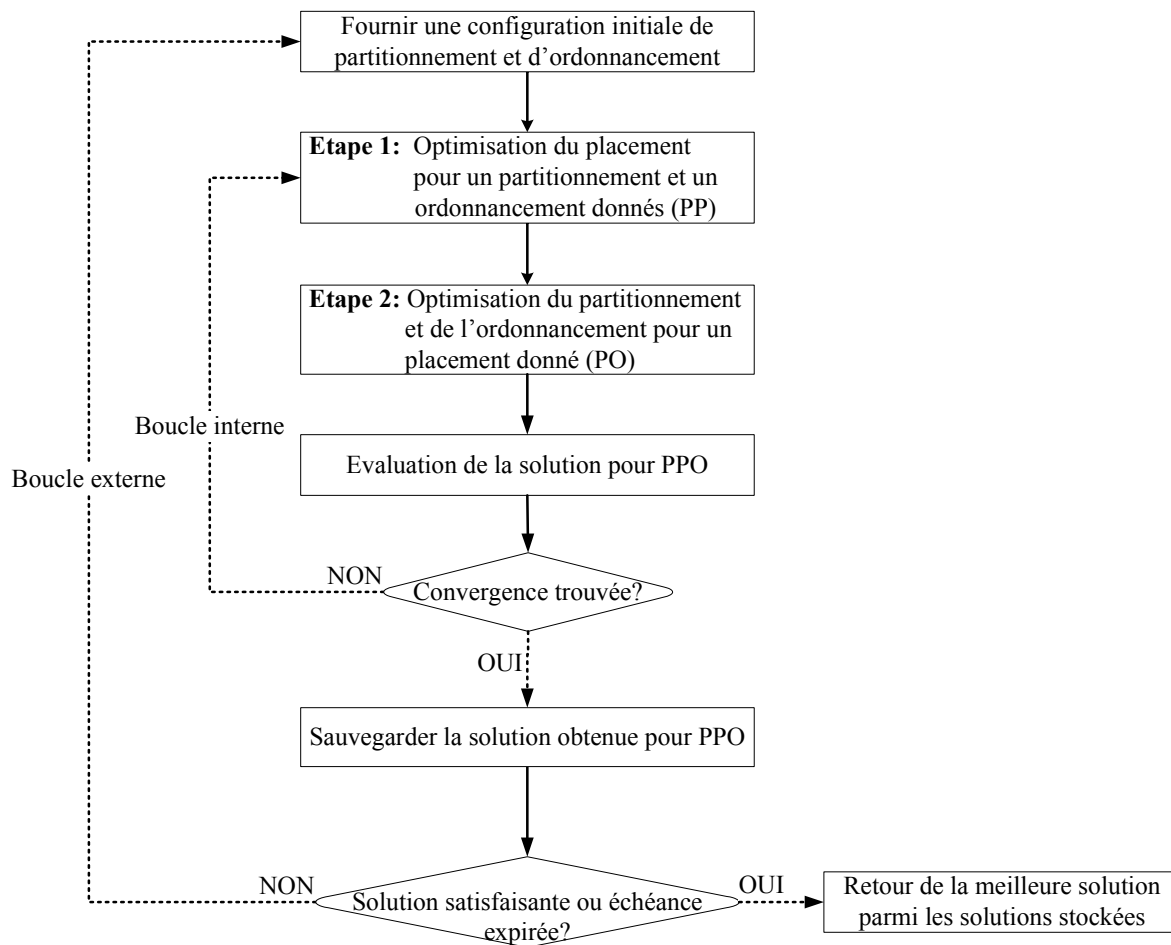 Fournir une configuration initiale de
partitionnement et d'ordonnancement
Etape 1: Optimisation du placement
pour un partitionnement et un
ordonnancement donnés (PP)
Etape 2: Optimisation du partitionnement
et de l'ordonnancement pour un
placement donné (PO)
Boucle interne
Evaluation de la solution pour PPO
Boucle externe
NON
Convergence trouvée?
OUI
Sauvegarder la solution obtenue pour PPO
NON
Solution satisfaisante ou échéance
expirée?
OUI
Retour de la meilleure solution
parmi les solutions stockées